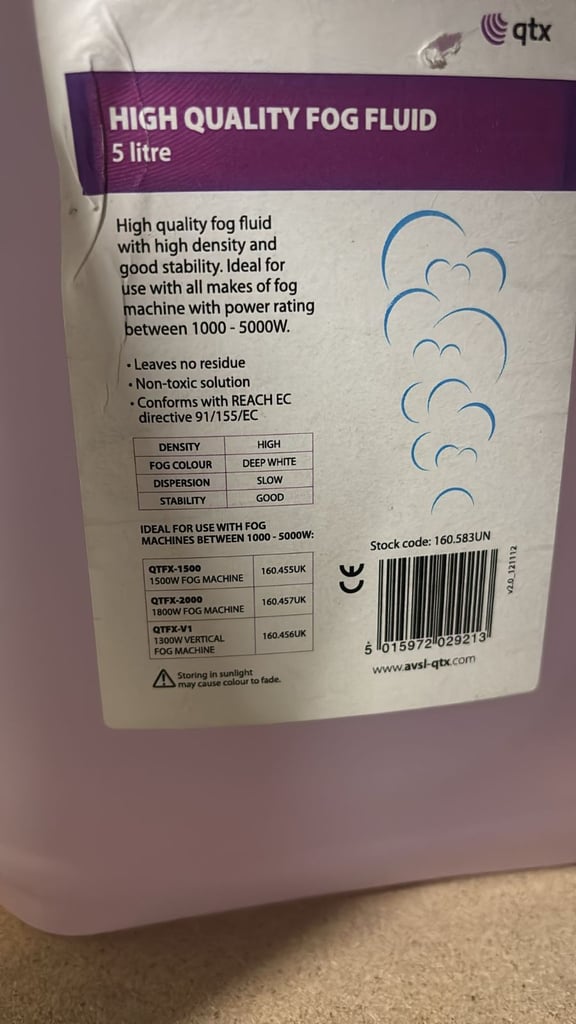 qtx
HIGH QUALITY FOG FLUID
5 litre
High quality fog fluid
with high density and
good stability. Ideal for
use with all makes of fog
machine with power rating
between 1000 - 5000W.
• Leaves no residue
• Non-toxic solution
• Conforms with REACH EC
directive 91/155/EC
DENSITY HIGH
FOG COLOUR DEEP WHITE
DISPERSION SLOW
STABILITY GOOD
IDEAL FOR USE WITH FOG
MACHINES BETWEEN 1000 - 5000W:
QTFX-1500
1500W FOG MACHINE 160.455UK
QTFX-2000
1800W FOG MACHINE 160.457UK
QTFX-V1
1300W VERTICAL
FOG MACHINE 160.456UK
Storing in sunlight
may cause colour to fade.
Stock code: 160.583UN
CE
v2.0_121112
5 015972 029213
www.avsl-qtx.com